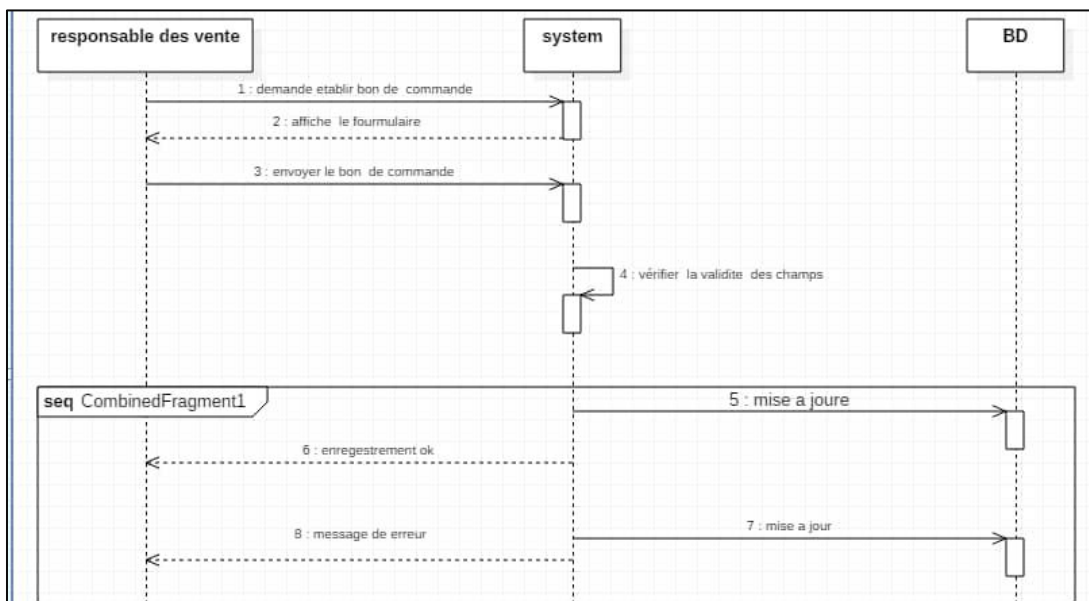 responsable des vente
system
BD
1 : demande etablir bon de commande
2 : affiche le fourmulaire
3 : envoyer le bon de commande
4 : vérifier la validite des champs
seq CombinedFragment1
5 : mise a joure
6 : enregestrement ok
8 : message de erreur
7 : mise a jour